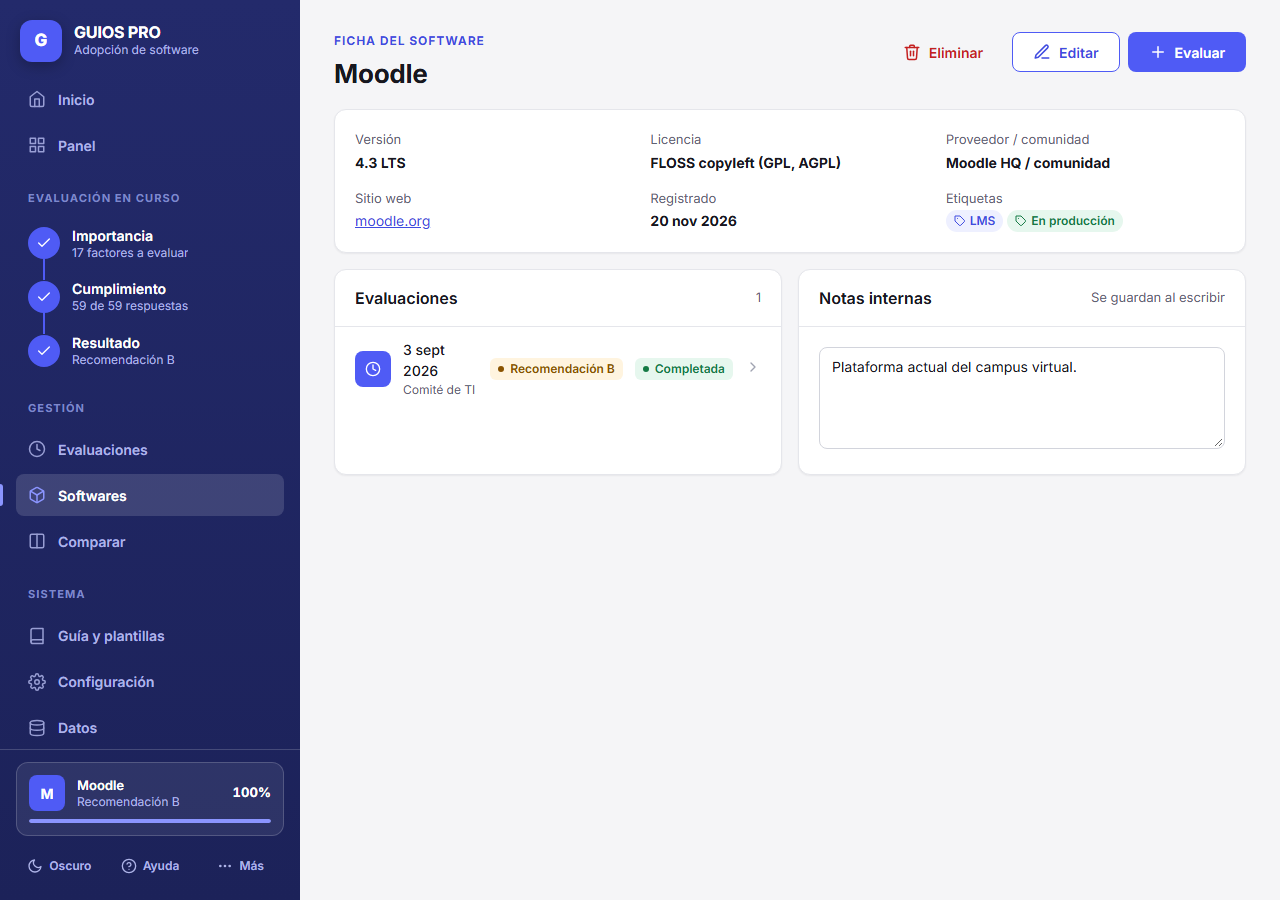 G
GUIOS PRO
Adopción de software
Inicio
Panel
EVALUACIÓN EN CURSO
Importancia
17 factores a evaluar
Cumplimiento
59 de 59 respuestas
Resultado
Recomendación B
GESTIÓN
Evaluaciones
Softwares
Comparar
SISTEMA
Guía y plantillas
Configuración
Datos
M
Moodle
Recomendación B
100%
Oscuro
Ayuda
Más
FICHA DEL SOFTWARE
Moodle
Eliminar
Editar
Evaluar
Versión
4.3 LTS
Licencia
FLOSS copyleft (GPL, AGPL)
Proveedor / comunidad
Moodle HQ / comunidad
Sitio web
moodle.org
Registrado
20 nov 2026
Etiquetas
LMS
En producción
Evaluaciones
1
3 sept
2026
Comité de TI
Recomendación B
Completada
Notas internas
Se guardan al escribir
Plataforma actual del campus virtual.